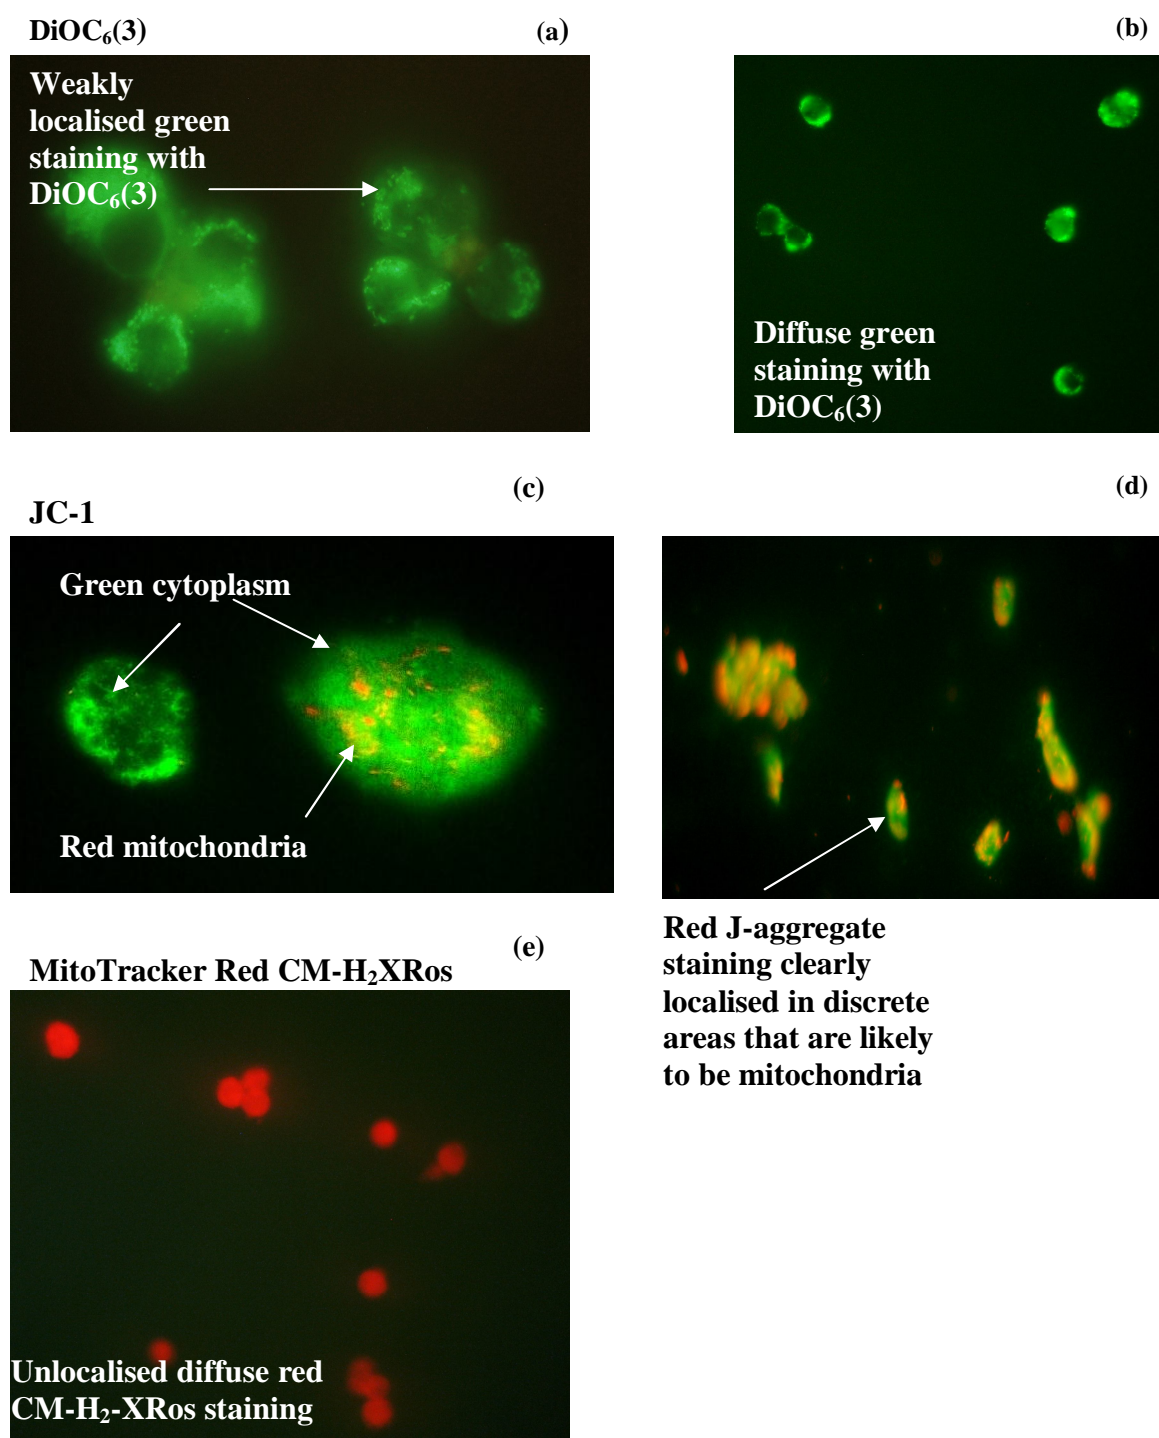 DiOC₆(3)
(a)
(b)
Weakly
localised green
staining with
DiOC₆(3)
Diffuse green
staining with
DiOC₆(3)
(c)
(d)
JC-1
Green cytoplasm
Red mitochondria
Red J-aggregate
staining clearly
localised in discrete
areas that are likely
to be mitochondria
(e)
MitoTracker Red CM-H₂XRos
Unlocalised diffuse red
CM-H₂-XRos staining